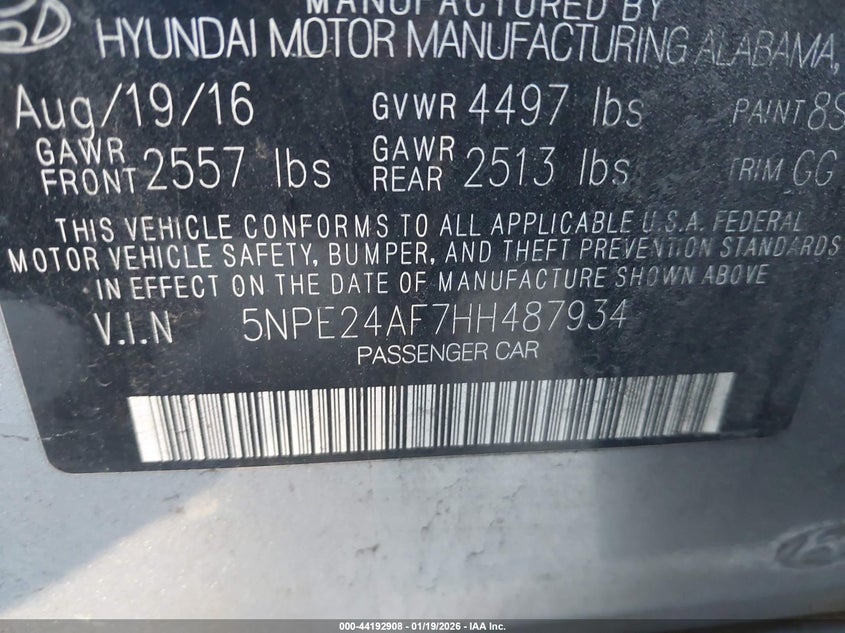 MANUFACTURED BY
HYUNDAI MOTOR MANUFACTURING ALABAMA,
Aug/19/16 GVWR 4497 lbs PAINT
GAWR FRONT 2557 lbs GAWR REAR 2513 lbs TRIM GG
THIS VEHICLE CONFORMS TO ALL APPLICABLE U.S.A. FEDERAL
MOTOR VEHICLE SAFETY, BUMPER, AND THEFT PREVENTION STANDARDS
IN EFFECT ON THE DATE OF MANUFACTURE SHOWN ABOVE
V.I.N 5NPE24AF7HH487934
PASSENGER CAR
000-44192908 - 01/19/2026 - IAA Inc.